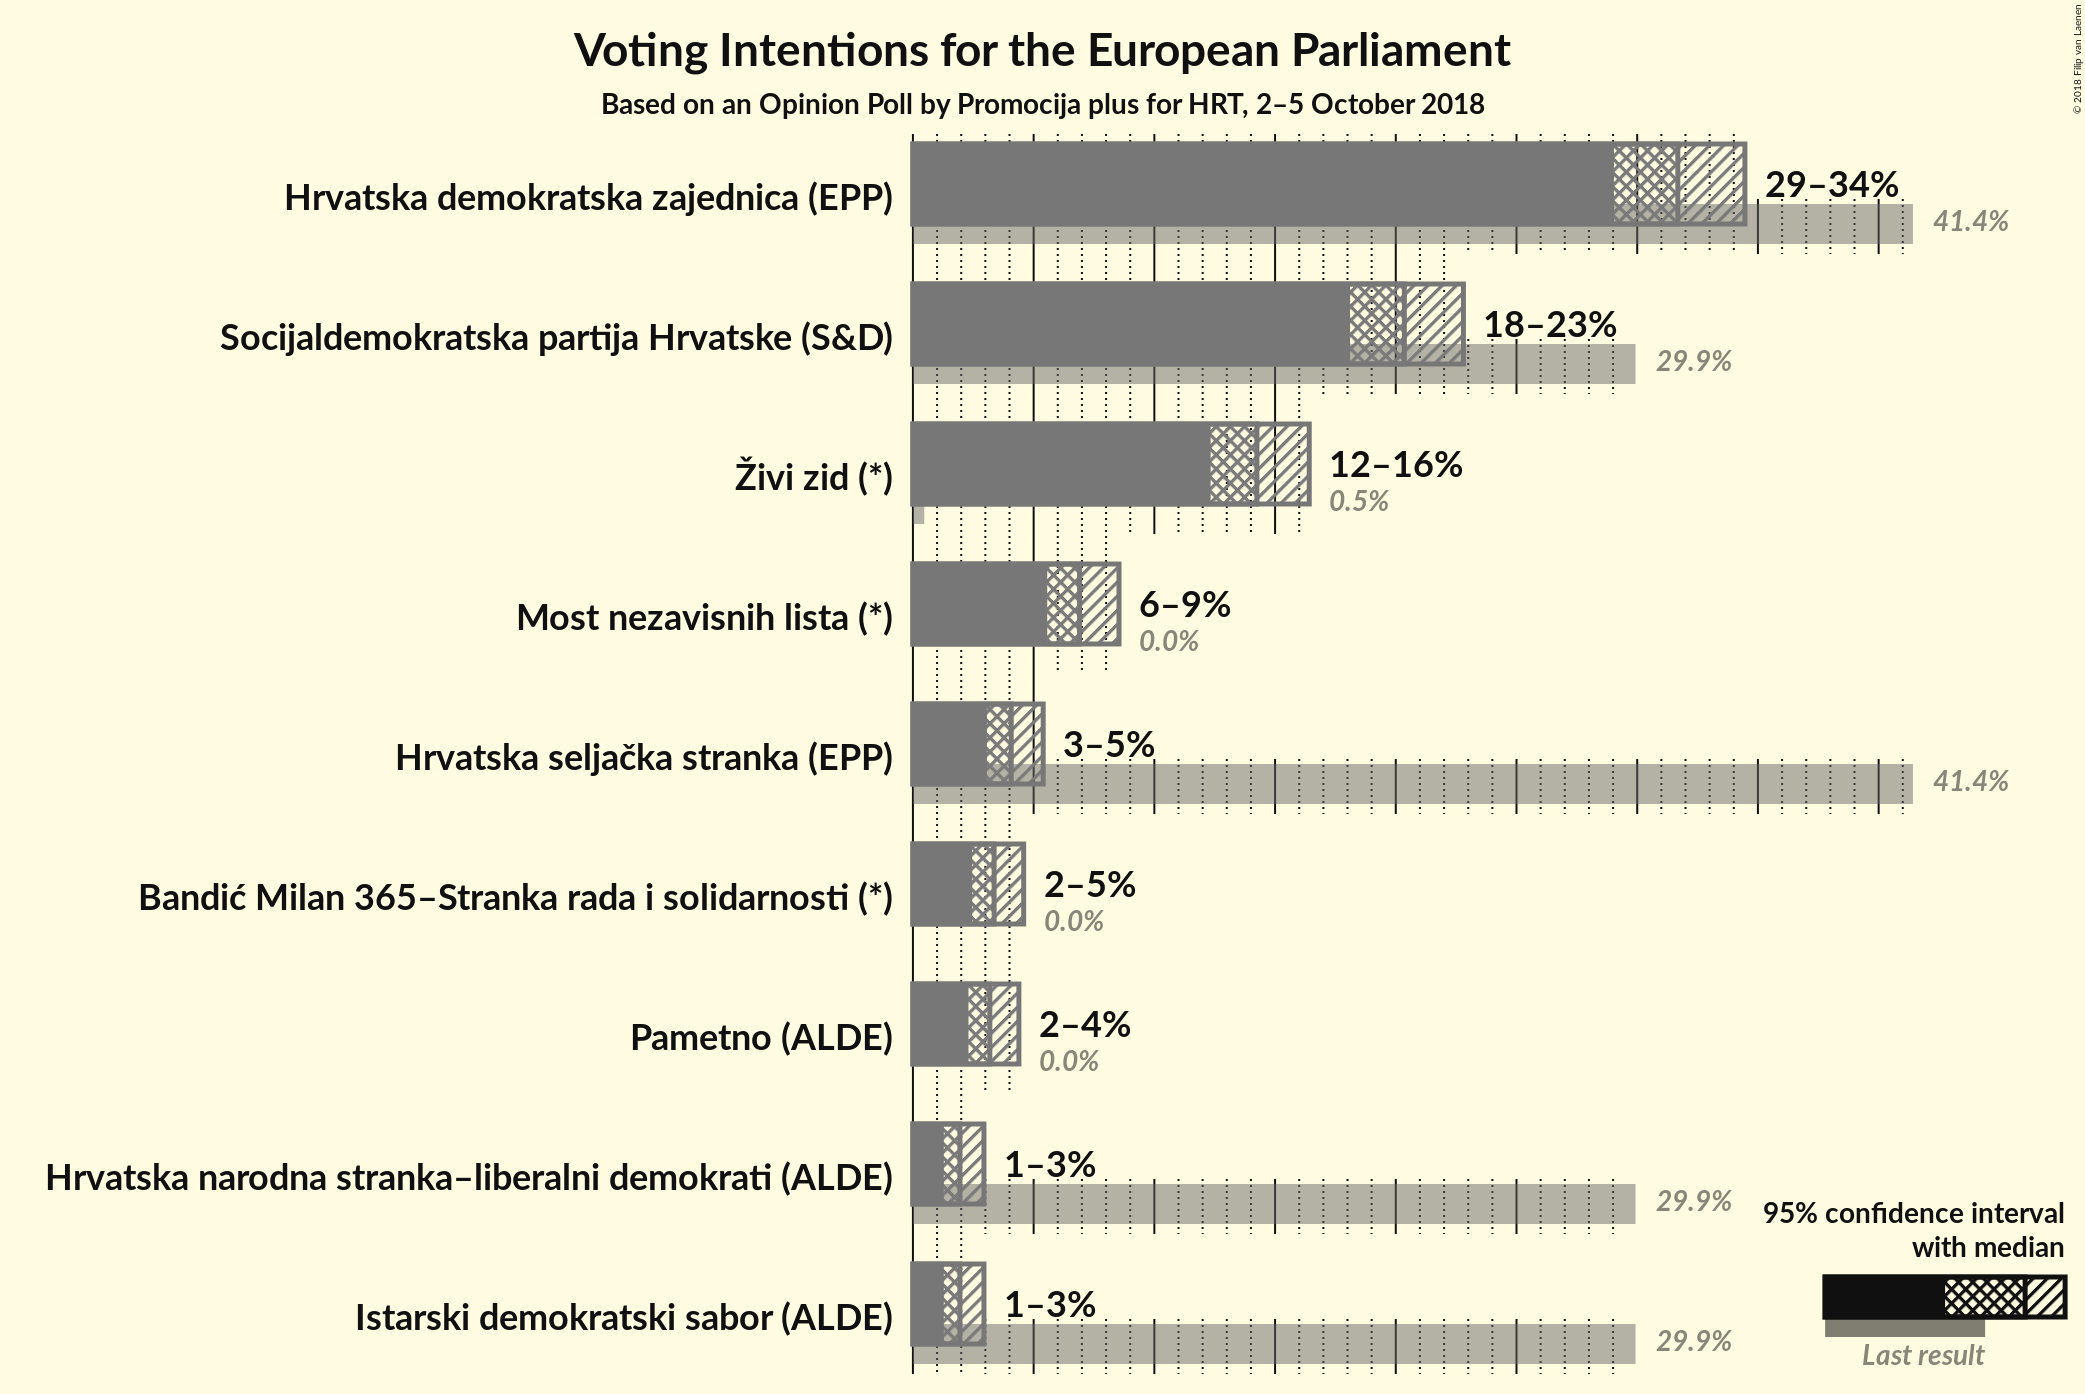 Voting Intentions for the European Parliament
Based on an Opinion Poll by Promocija plus for HRT, 2–5 October 2018
© 2018 Filip van Laenen
Hrvatska demokratska zajednica (EPP)
29–34%
41.4%
Socijaldemokratska partija Hrvatske (S&D)
18–23%
29.9%
Živi zid (*)
12–16%
0.5%
Most nezavisnih lista (*)
6–9%
0.0%
Hrvatska seljačka stranka (EPP)
3–5%
41.4%
Bandić Milan 365–Stranka rada i solidarnosti (*)
2–5%
0.0%
Pametno (ALDE)
2–4%
0.0%
Hrvatska narodna stranka–liberalni demokrati (ALDE)
1–3%
29.9%
Istarski demokratski sabor (ALDE)
1–3%
29.9%
95% confidence interval
with median
Last result